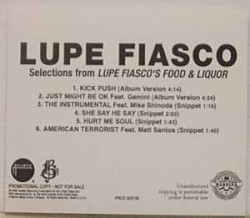 LUPE FIASCO
Selections from LUPE FIASCO'S FOOD & LIQUOR
1. KICK PUSH (Album Version 4:14)
2. JUST MIGHT BE OK Feat. Gemini (Album Version 4:24)
3. THE INSTRUMENTAL Feat. Mike Shinoda (Snippet 1:14)
4. SHE SAY HE SAY (Snippet 2:03)
5. HURT ME SOUL (Snippet 1:43)
6. AMERICAN TERRORIST Feat. Matt Santos (Snippet 1:46)
PROMOTIONAL COPY - NOT FOR SALE
Unauthorized
copying is punishable
under federal law